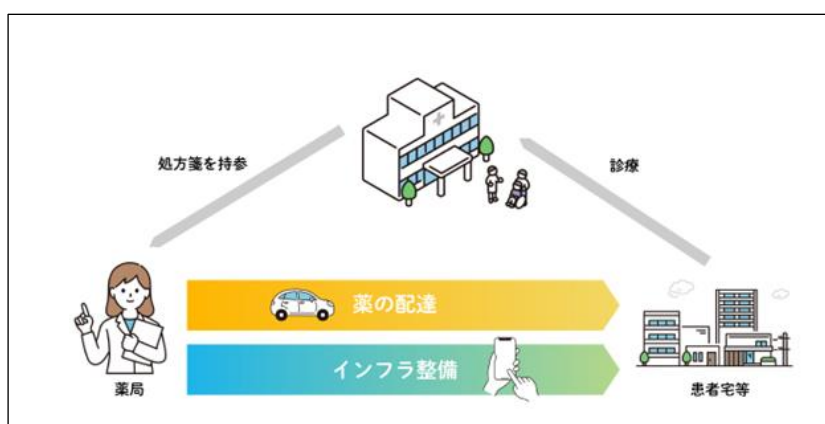 処方箋を持参
診療
薬の配達
インフラ整備
薬局
患者宅等